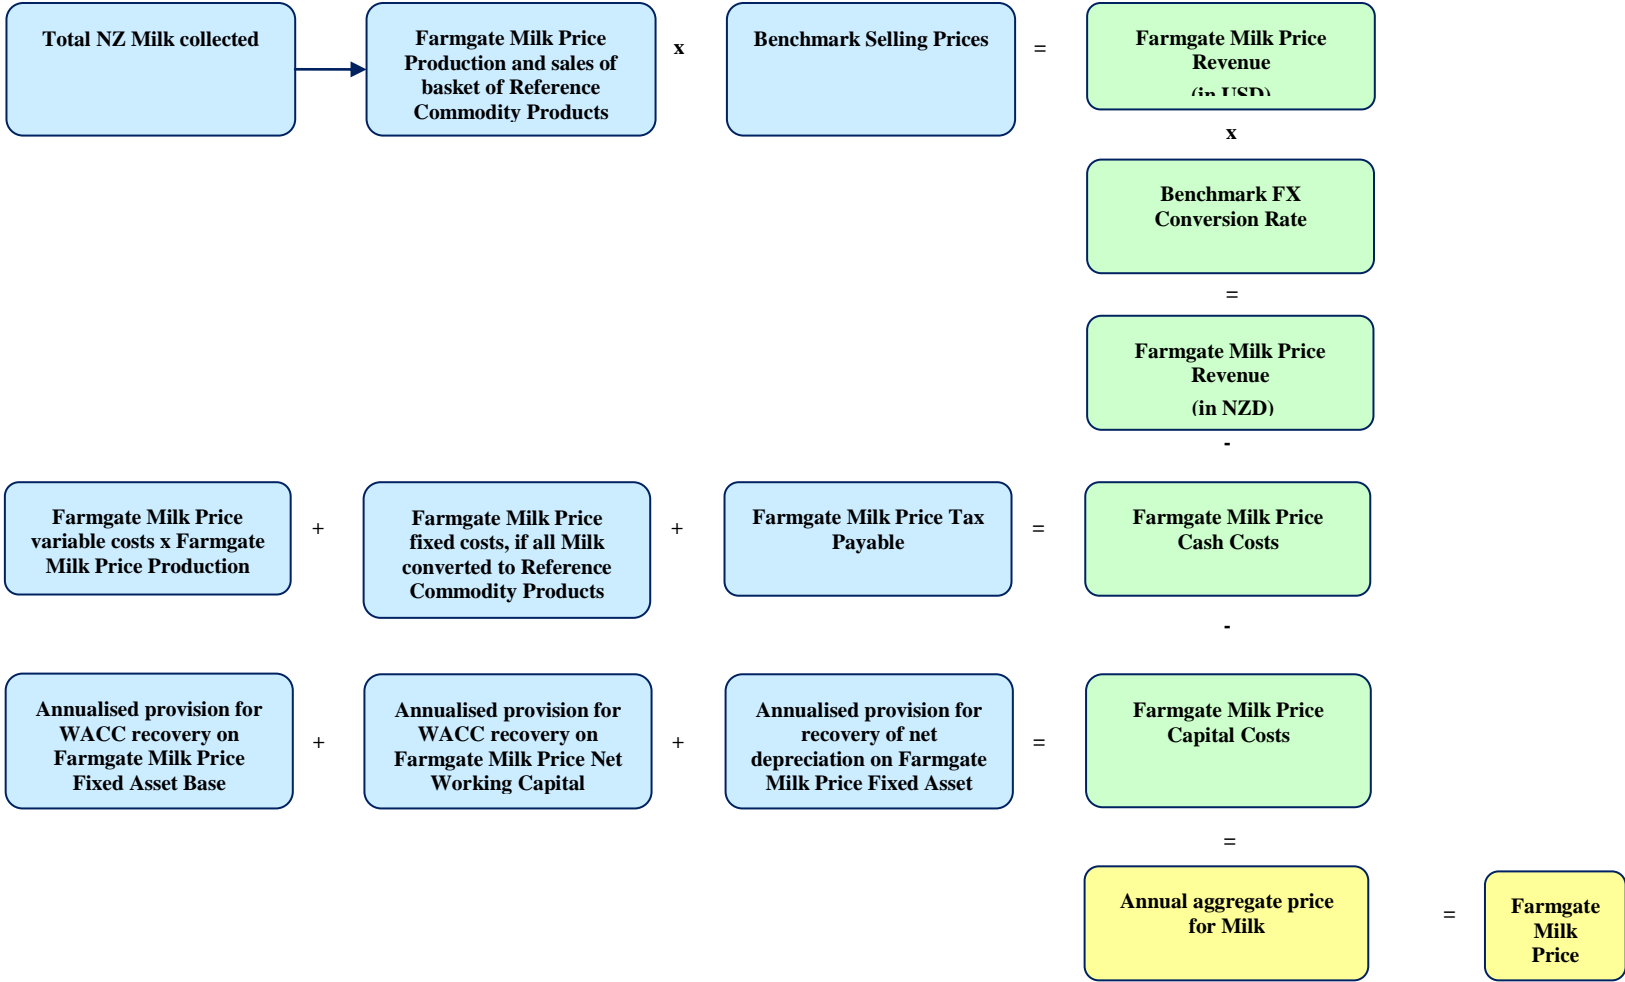 Total NZ Milk collected
Farmgate Milk Price
Production and sales of
basket of Reference
Commodity Products
x
Benchmark Selling Prices
=
Farmgate Milk Price
Revenue
(in USD)
x
Benchmark FX
Conversion Rate
=
Farmgate Milk Price
Revenue
(in NZD)
-
Farmgate Milk Price
variable costs x Farmgate
Milk Price Production
+
Farmgate Milk Price
fixed costs, if all Milk
converted to Reference
Commodity Products
+
Farmgate Milk Price Tax
Payable
=
Farmgate Milk Price
Cash Costs
-
Annualised provision for
WACC recovery on
Farmgate Milk Price
Fixed Asset Base
+
Annualised provision for
WACC recovery on
Farmgate Milk Price Net
Working Capital
+
Annualised provision for
recovery of net
depreciation on Farmgate
Milk Price Fixed Asset
=
Farmgate Milk Price
Capital Costs
=
Annual aggregate price
for Milk
=
Farmgate
Milk
Price